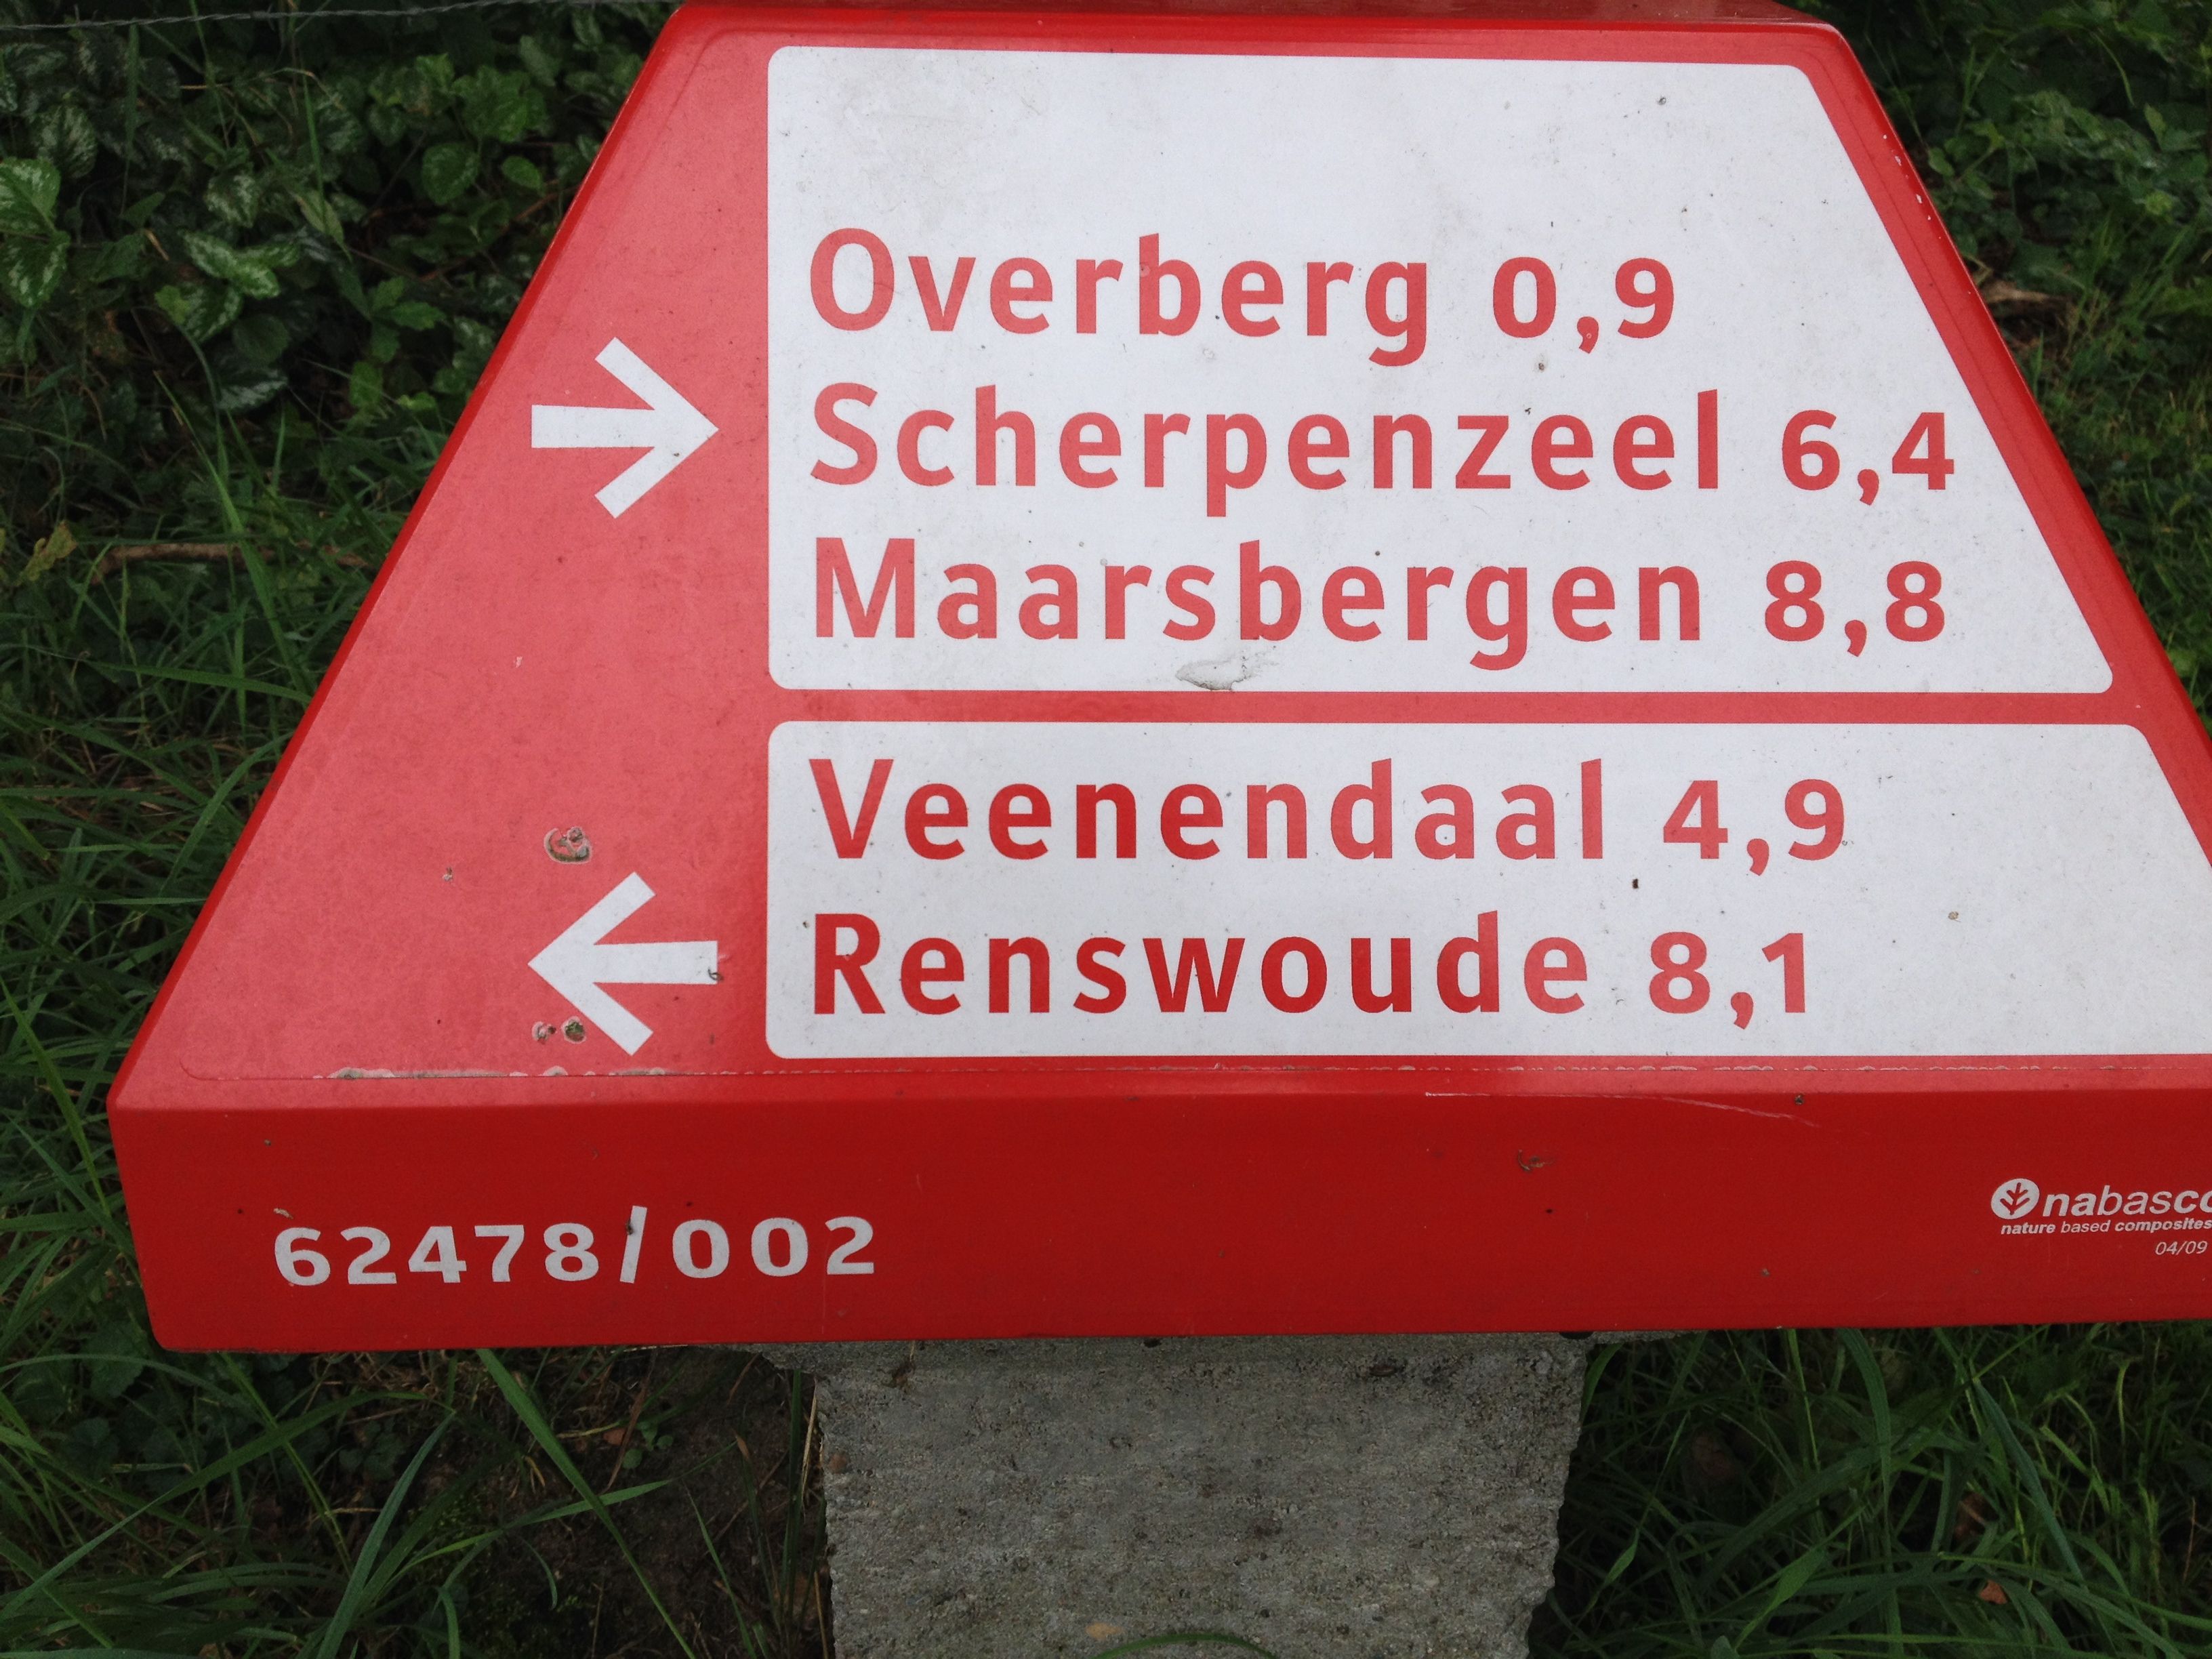 Overberg 0,9
Scherpenzeel 6,4
Maarsbergen 8,8
Veenendaal 4,9
Renswoude 8,1
62478/002
nabasco
nature based composites
04/09